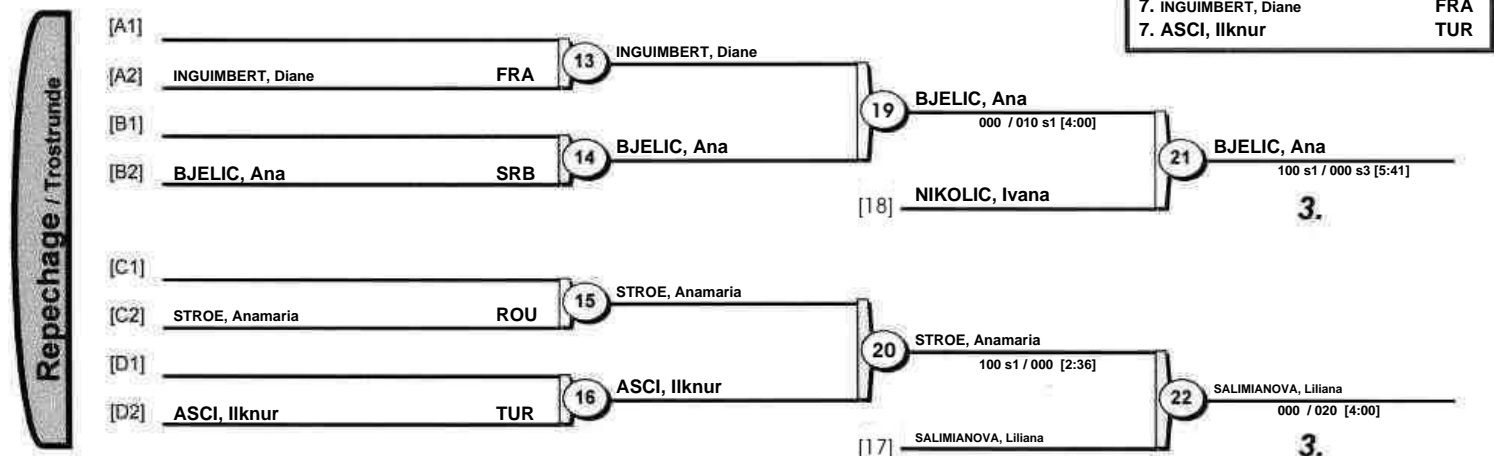 7. INGUIMBERT, Diane FRA
7. ASCI, Ilknur TUR
Repechage / Trostrunde
[A1]
[A2] INGUIMBERT, Diane FRA
13 INGUIMBERT, Diane
[B1]
[B2] BJELIC, Ana SRB
14 BJELIC, Ana
19 BJELIC, Ana
000 / 010 s1 [4:00]
[18] NIKOLIC, Ivana
21 BJELIC, Ana
100 s1 / 000 s3 [5:41]
3.
[C1]
[C2] STROE, Anamaria ROU
15 STROE, Anamaria
[D1]
[D2] ASCI, Ilknur TUR
16 ASCI, Ilknur
20 STROE, Anamaria
100 s1 / 000 [2:36]
[17] SALIMIANOVA, Liliana
22 SALIMIANOVA, Liliana
000 / 020 [4:00]
3.